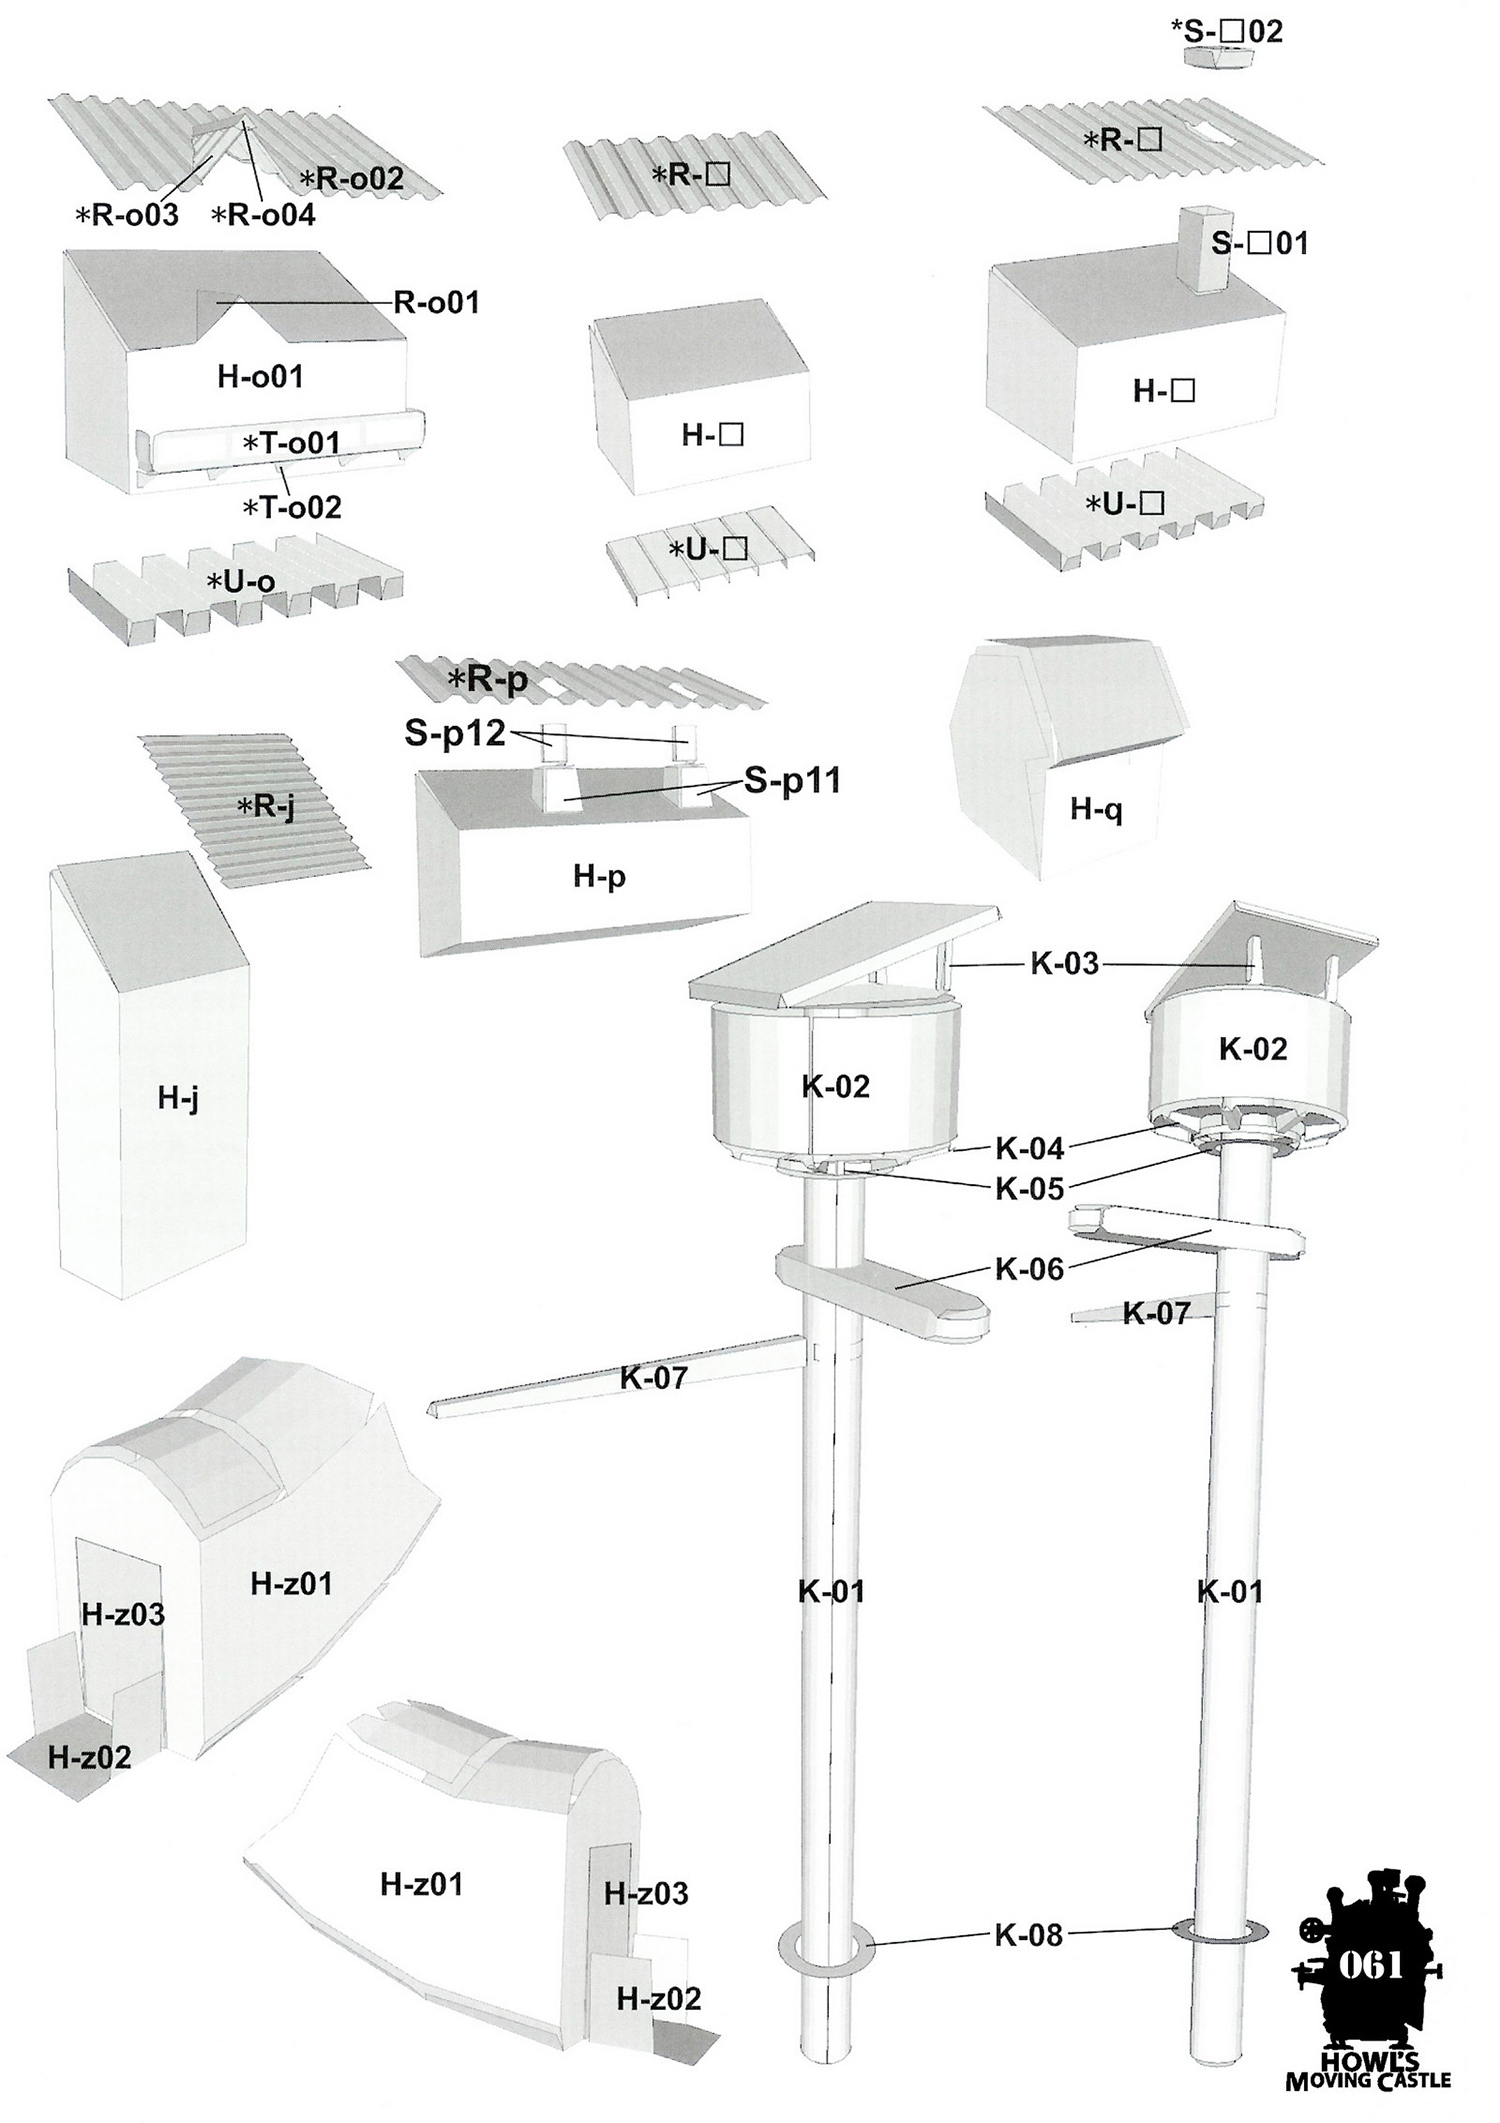 *S-□02
*R-o02
*R-o03
*R-o04
*R-□
*R-□
S-□01
R-o01
H-o01
H-□
H-□
*T-o01
*T-o02
*U-□
*U-□
*U-o
*R-p
S-p12
S-p11
*R-j
H-p
H-q
K-03
K-02
K-02
H-j
K-04
K-05
K-06
K-07
K-07
H-z01
H-z03
K-01
K-01
H-z02
H-z01
H-z03
K-08
H-z02
061
HOWL'S
MOVING CASTLE